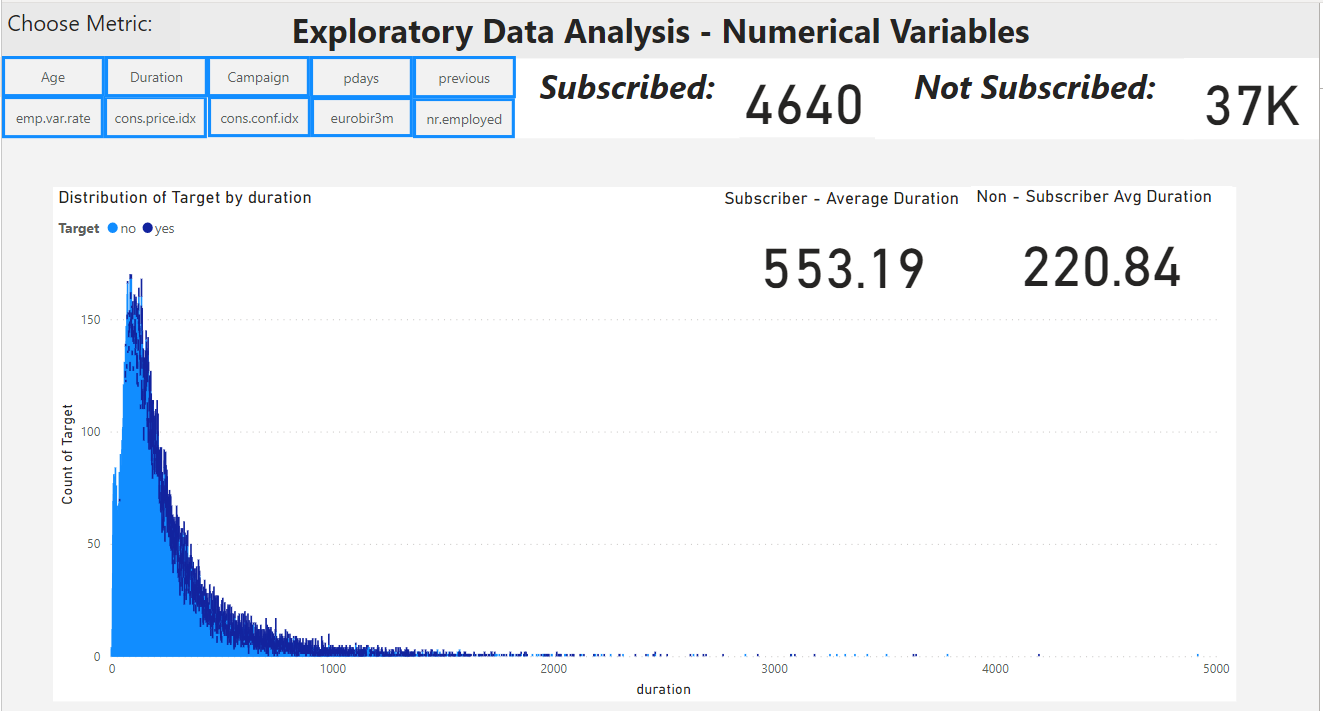 Choose Metric:
Exploratory Data Analysis - Numerical Variables
Age
Duration
Campaign
pdays
previous
emp.var.rate
cons.price.idx
cons.conf.idx
eurobir3m
nr.employed
Subscribed:
4640
Not Subscribed:
37K
Distribution of Target by duration
Target no yes
Subscriber - Average Duration
553.19
Non - Subscriber Avg Duration
220.84
Count of Target
150
100
50
0
0 1000 2000 3000 4000 5000
duration